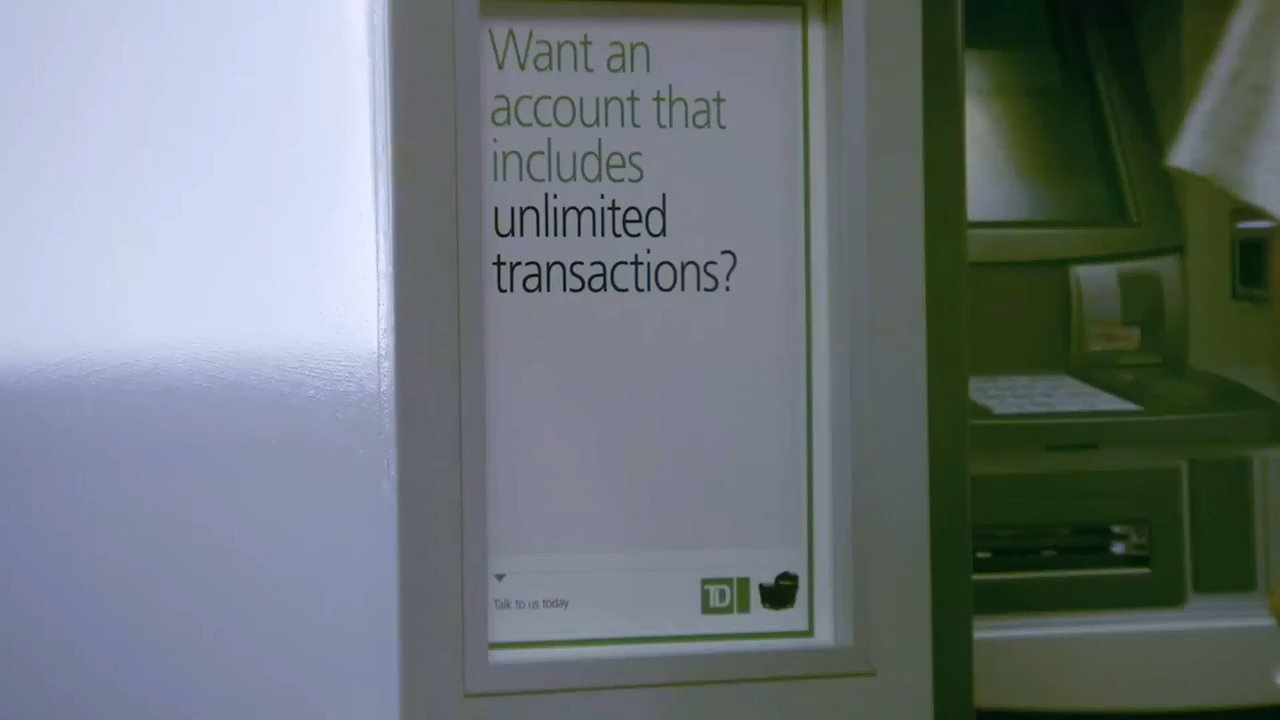 Want an
account that
includes
unlimited
transactions?
Talk to us today
TD